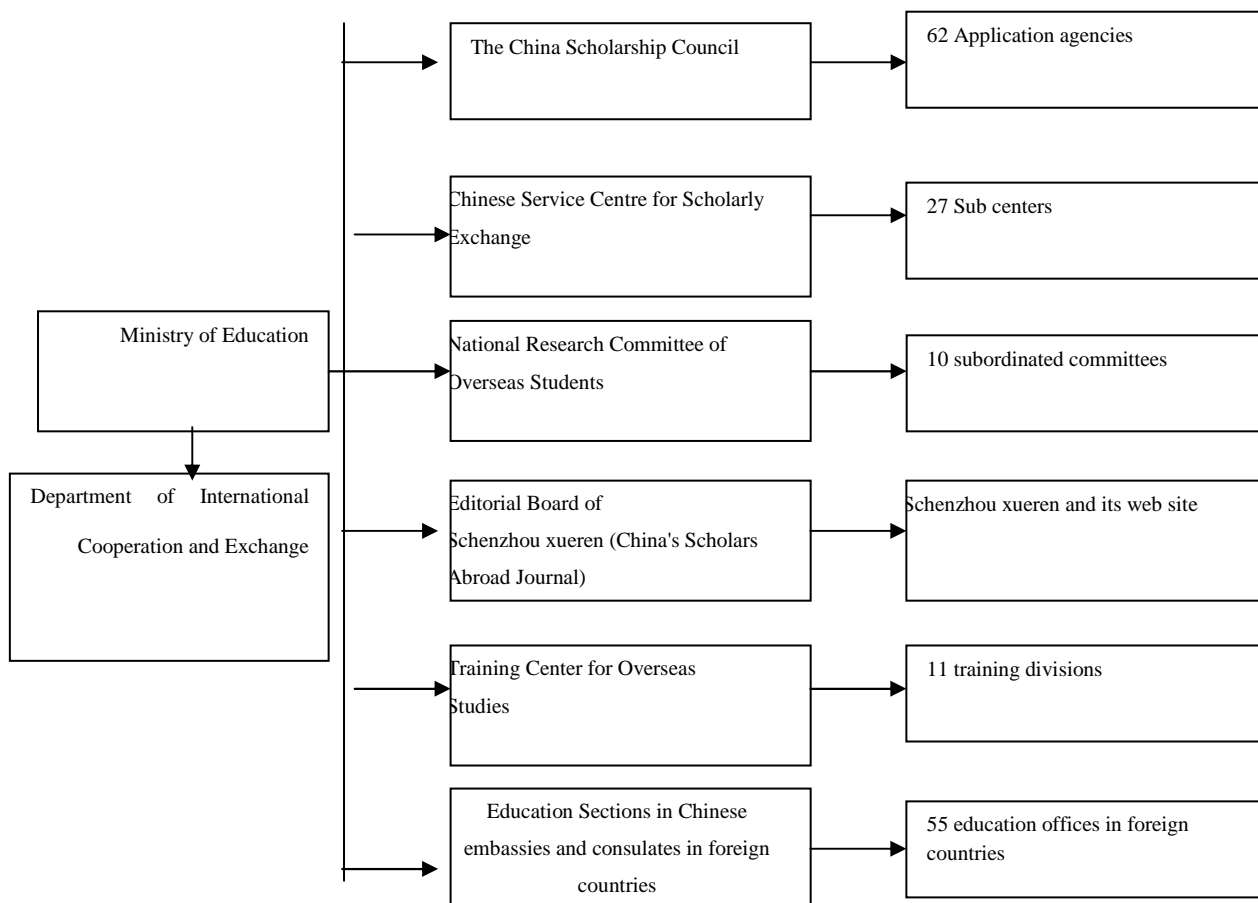 The China Scholarship Council
62 Application agencies
Chinese Service Centre for Scholarly
Exchange
27 Sub centers
Ministry of Education
National Research Committee of
Overseas Students
10 subordinated committees
Department of International
Cooperation and Exchange
Editorial Board of
Schenzhou xueren (China's Scholars
Abroad Journal)
Schenzhou xueren and its web site
Training Center for Overseas
Studies
11 training divisions
Education Sections in Chinese
embassies and consulates in foreign
countries
55 education offices in foreign
countries